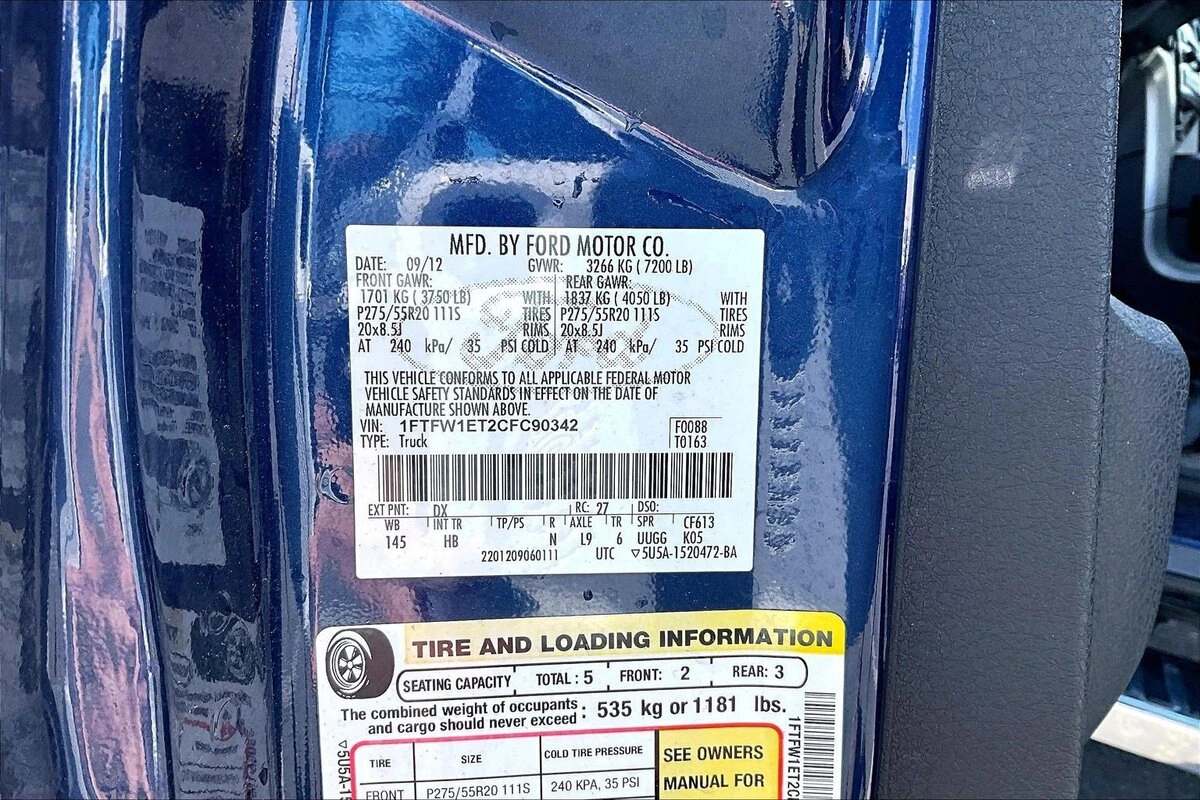 MFD. BY FORD MOTOR CO.
DATE: 09/12 GVWR: 3266 KG ( 7200 LB)
FRONT GAWR: REAR GAWR:
1701 KG ( 3750 LB) WITH 1837 KG ( 4050 LB) WITH
P275/55R20 111S TIRES P275/55R20 111S TIRES
20x8.5J RIMS 20x8.5J RIMS
AT 240 kPa/ 35 PSI COLD AT 240 kPa/ 35 PSI COLD
THIS VEHICLE CONFORMS TO ALL APPLICABLE FEDERAL MOTOR
VEHICLE SAFETY STANDARDS IN EFFECT ON THE DATE OF
MANUFACTURE SHOWN ABOVE.
VIN: 1FTFW1ET2CFC90342 F0088
TYPE: Truck T0163
EXT PNT: DX RC: 27 DSO:
WB INT TR TP/PS R AXLE TR SPR CF613
145 HB N L9 6 UUGG K05
2201209060111 UTC ▽5U5A-1520472-BA
TIRE AND LOADING INFORMATION
SEATING CAPACITY TOTAL : 5 FRONT: 2 REAR: 3
The combined weight of occupants
and cargo should never exceed : 535 kg or 1181 lbs.
TIRE SIZE COLD TIRE PRESSURE SEE OWNERS
MANUAL FOR
FRONT P275/55R20 111S 240 KPA, 35 PSI
▽5U5A-15
1FTFW1ET2C